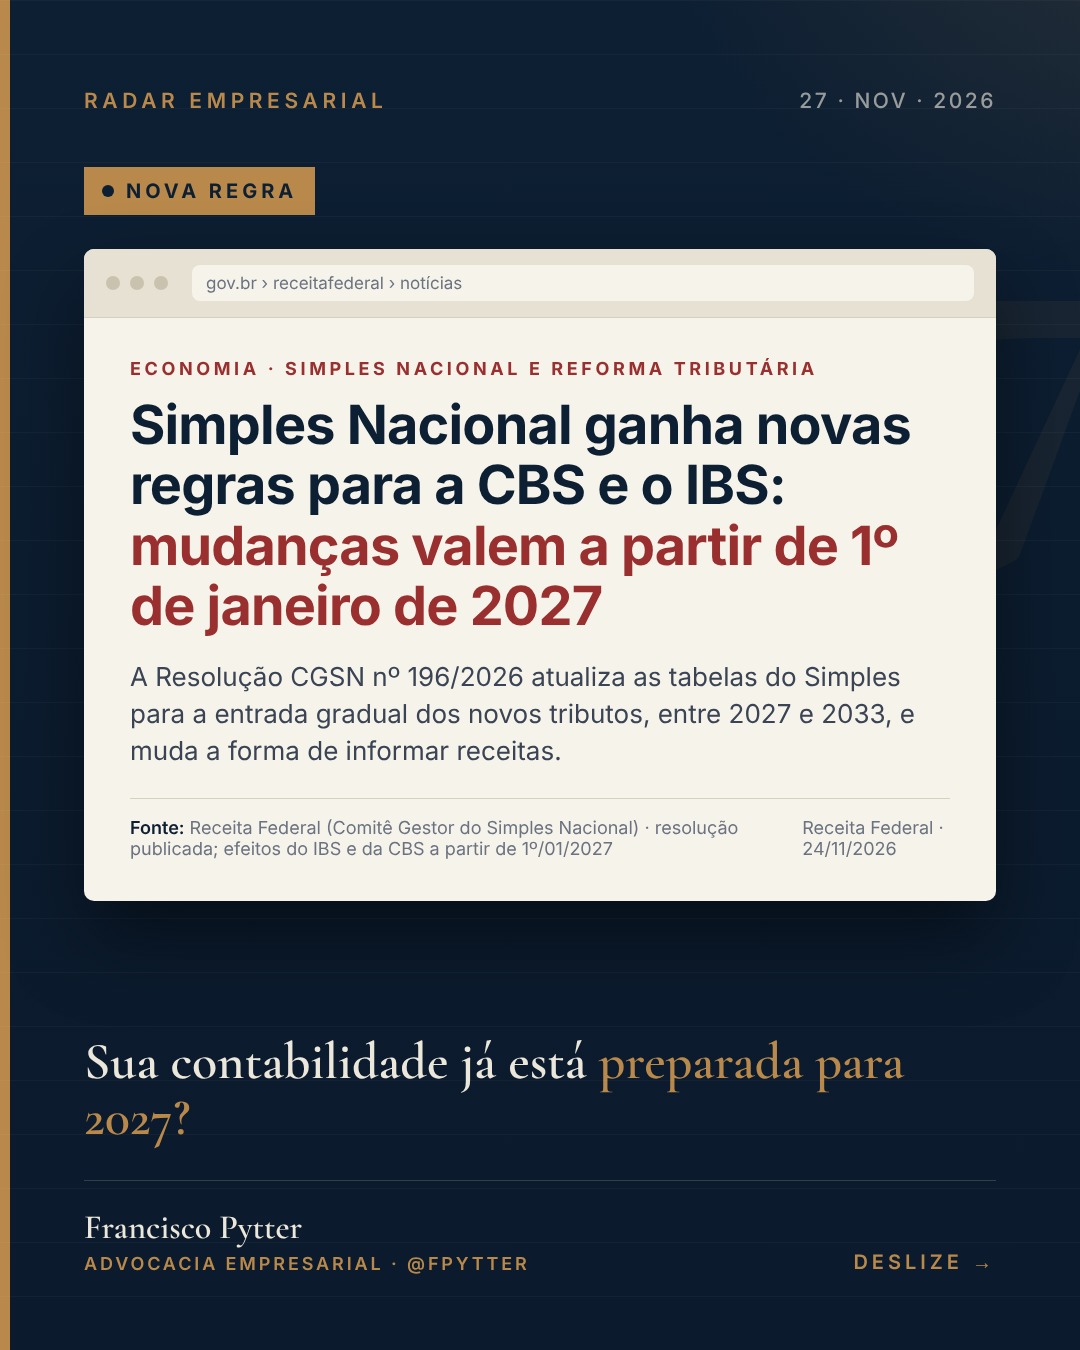 RADAR EMPRESARIAL
27 · NOV · 2026
NOVA REGRA
gov.br › receitafederal › notícias
ECONOMIA · SIMPLES NACIONAL E REFORMA TRIBUTÁRIA
Simples Nacional ganha novas
regras para a CBS e o IBS:
mudanças valem a partir de 1º
de janeiro de 2027
A Resolução CGSN nº 196/2026 atualiza as tabelas do Simples
para a entrada gradual dos novos tributos, entre 2027 e 2033, e
muda a forma de informar receitas.
Fonte: Receita Federal (Comitê Gestor do Simples Nacional) · resolução
publicada; efeitos do IBS e da CBS a partir de 1º/01/2027
Receita Federal ·
24/11/2026
Sua contabilidade já está preparada para
2027?
Francisco Pytter
ADVOCACIA EMPRESARIAL · @FPYTTER
DESLIZE →